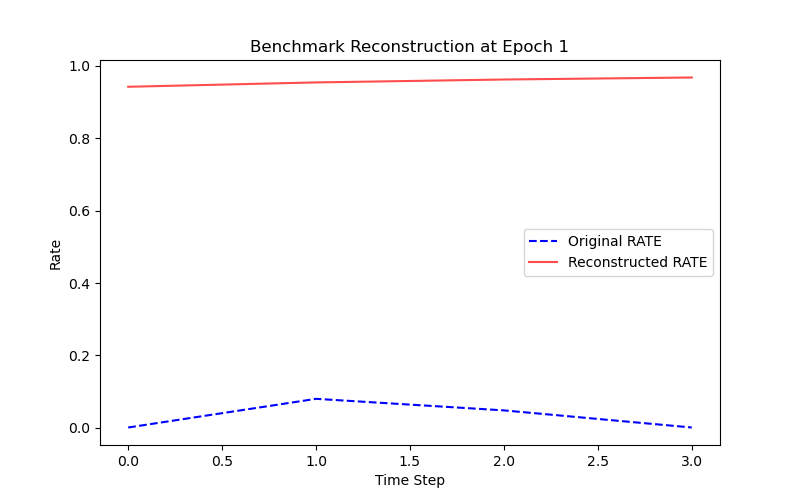 Benchmark Reconstruction at Epoch 1
1.0
0.8
0.6
0.4
0.2
0.0
Rate
Original RATE
Reconstructed RATE
0.0 0.5 1.0 1.5 2.0 2.5 3.0
Time Step